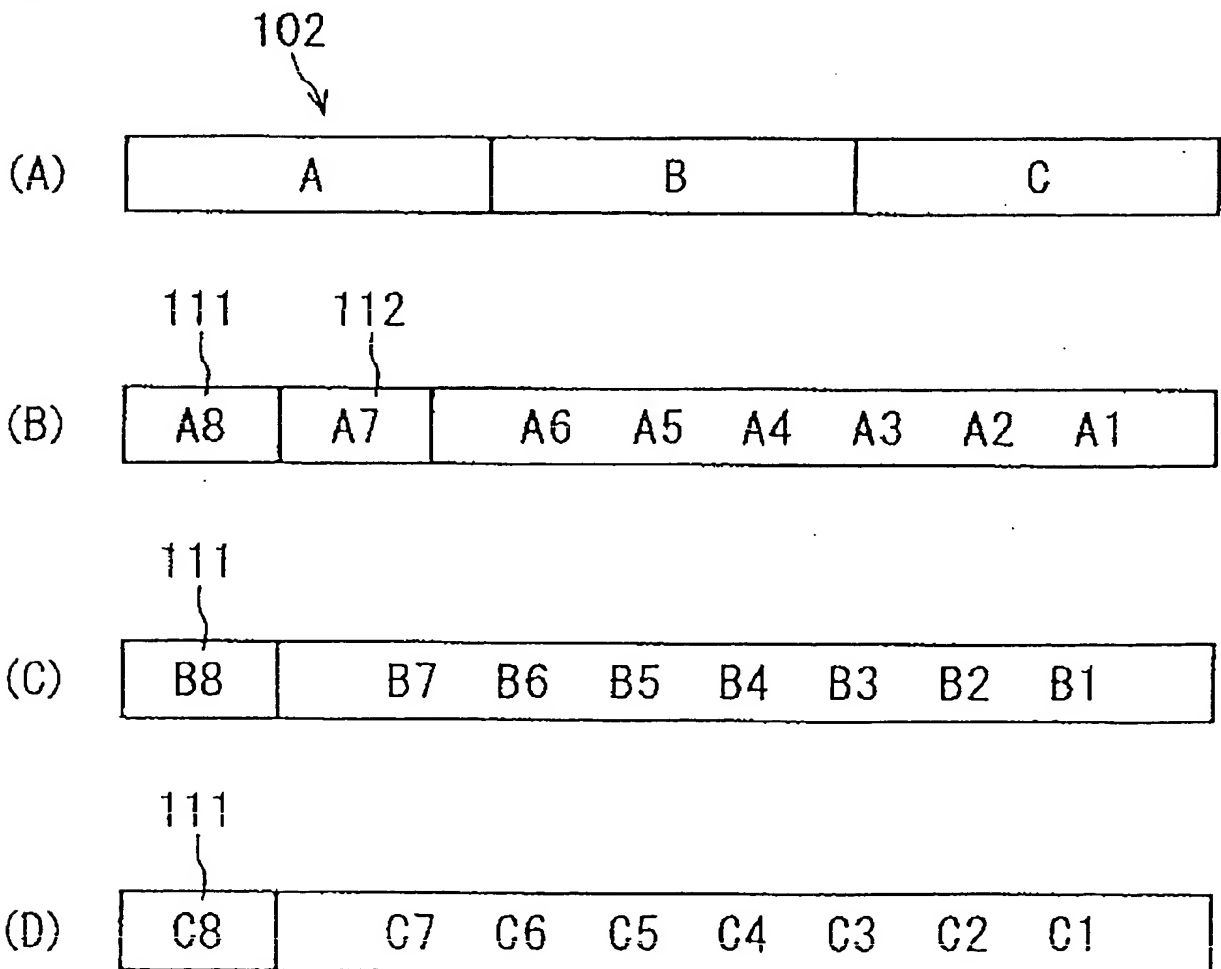 102
(A) A B C
111 112
(B) A8 A7 A6 A5 A4 A3 A2 A1
111
(C) B8 B7 B6 B5 B4 B3 B2 B1
111
(D) C8 C7 C6 C5 C4 C3 C2 C1